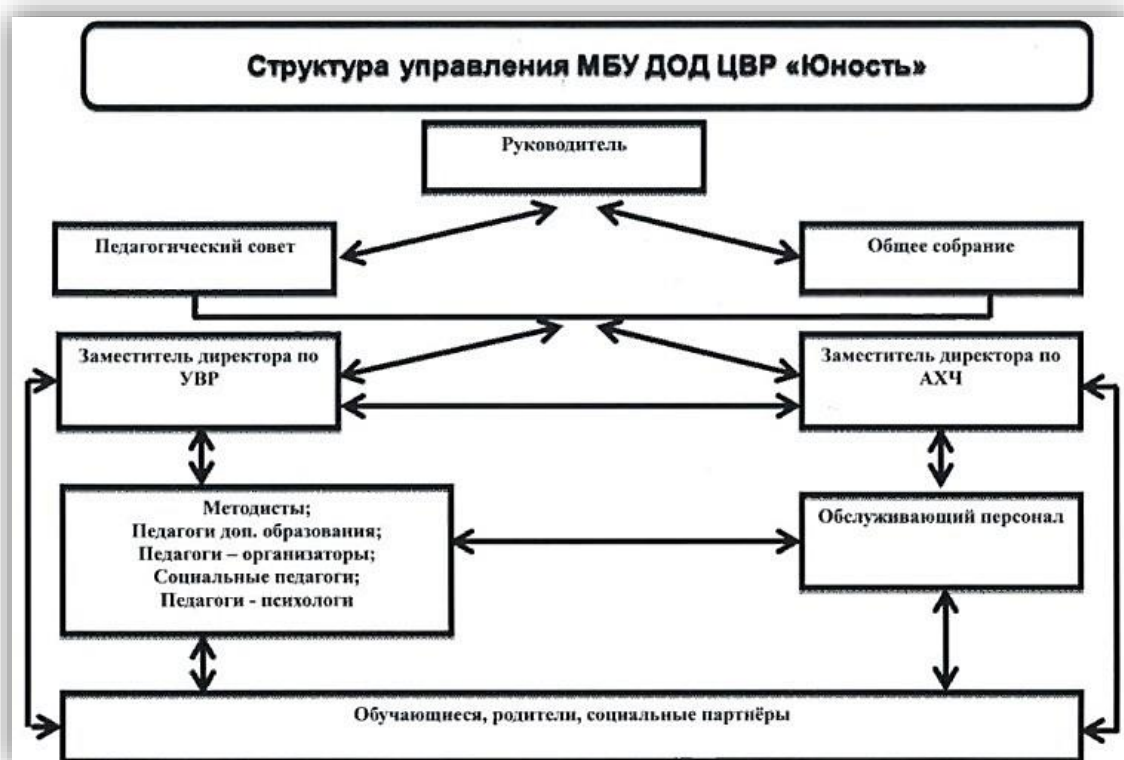 Структура управления МБУ ДОД ЦВР «Юность»
Руководитель
Педагогический совет
Общее собрание
Заместитель директора по
УВР
Заместитель директора по
АХЧ
Методисты;
Педагоги доп. образования;
Педагоги – организаторы;
Социальные педагоги;
Педагоги - психологи
Обслуживающий персонал
Обучающиеся, родители, социальные партнёры